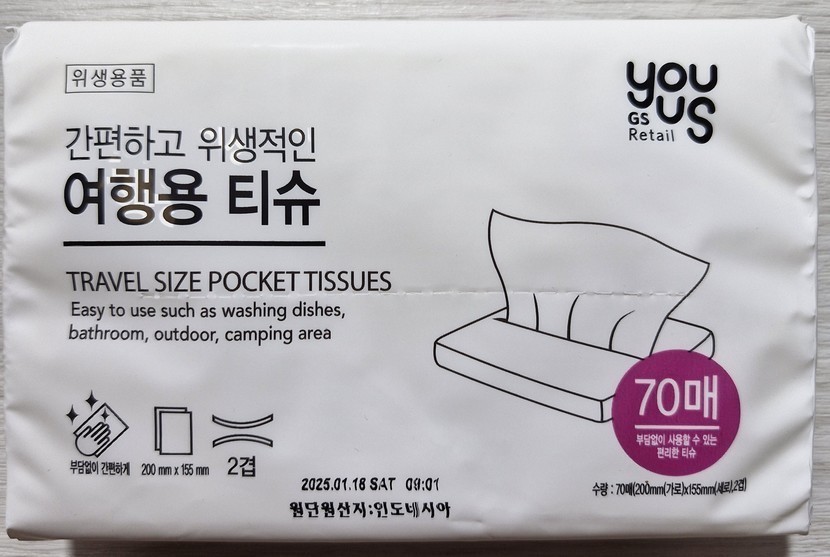 위생용품
you
us
GS
Retail
간편하고 위생적인
여행용 티슈
TRAVEL SIZE POCKET TISSUES
Easy to use such as washing dishes,
bathroom, outdoor, camping area
70매
부담없이 사용할 수 있는
편리한 티슈
부담없이 간편하게
200 mm x 155 mm
2겹
2025.01.18 SAT 09:01
원단원산지:인도네시아
수량 : 70매(200mm(가로)x155mm(세로),2겹)